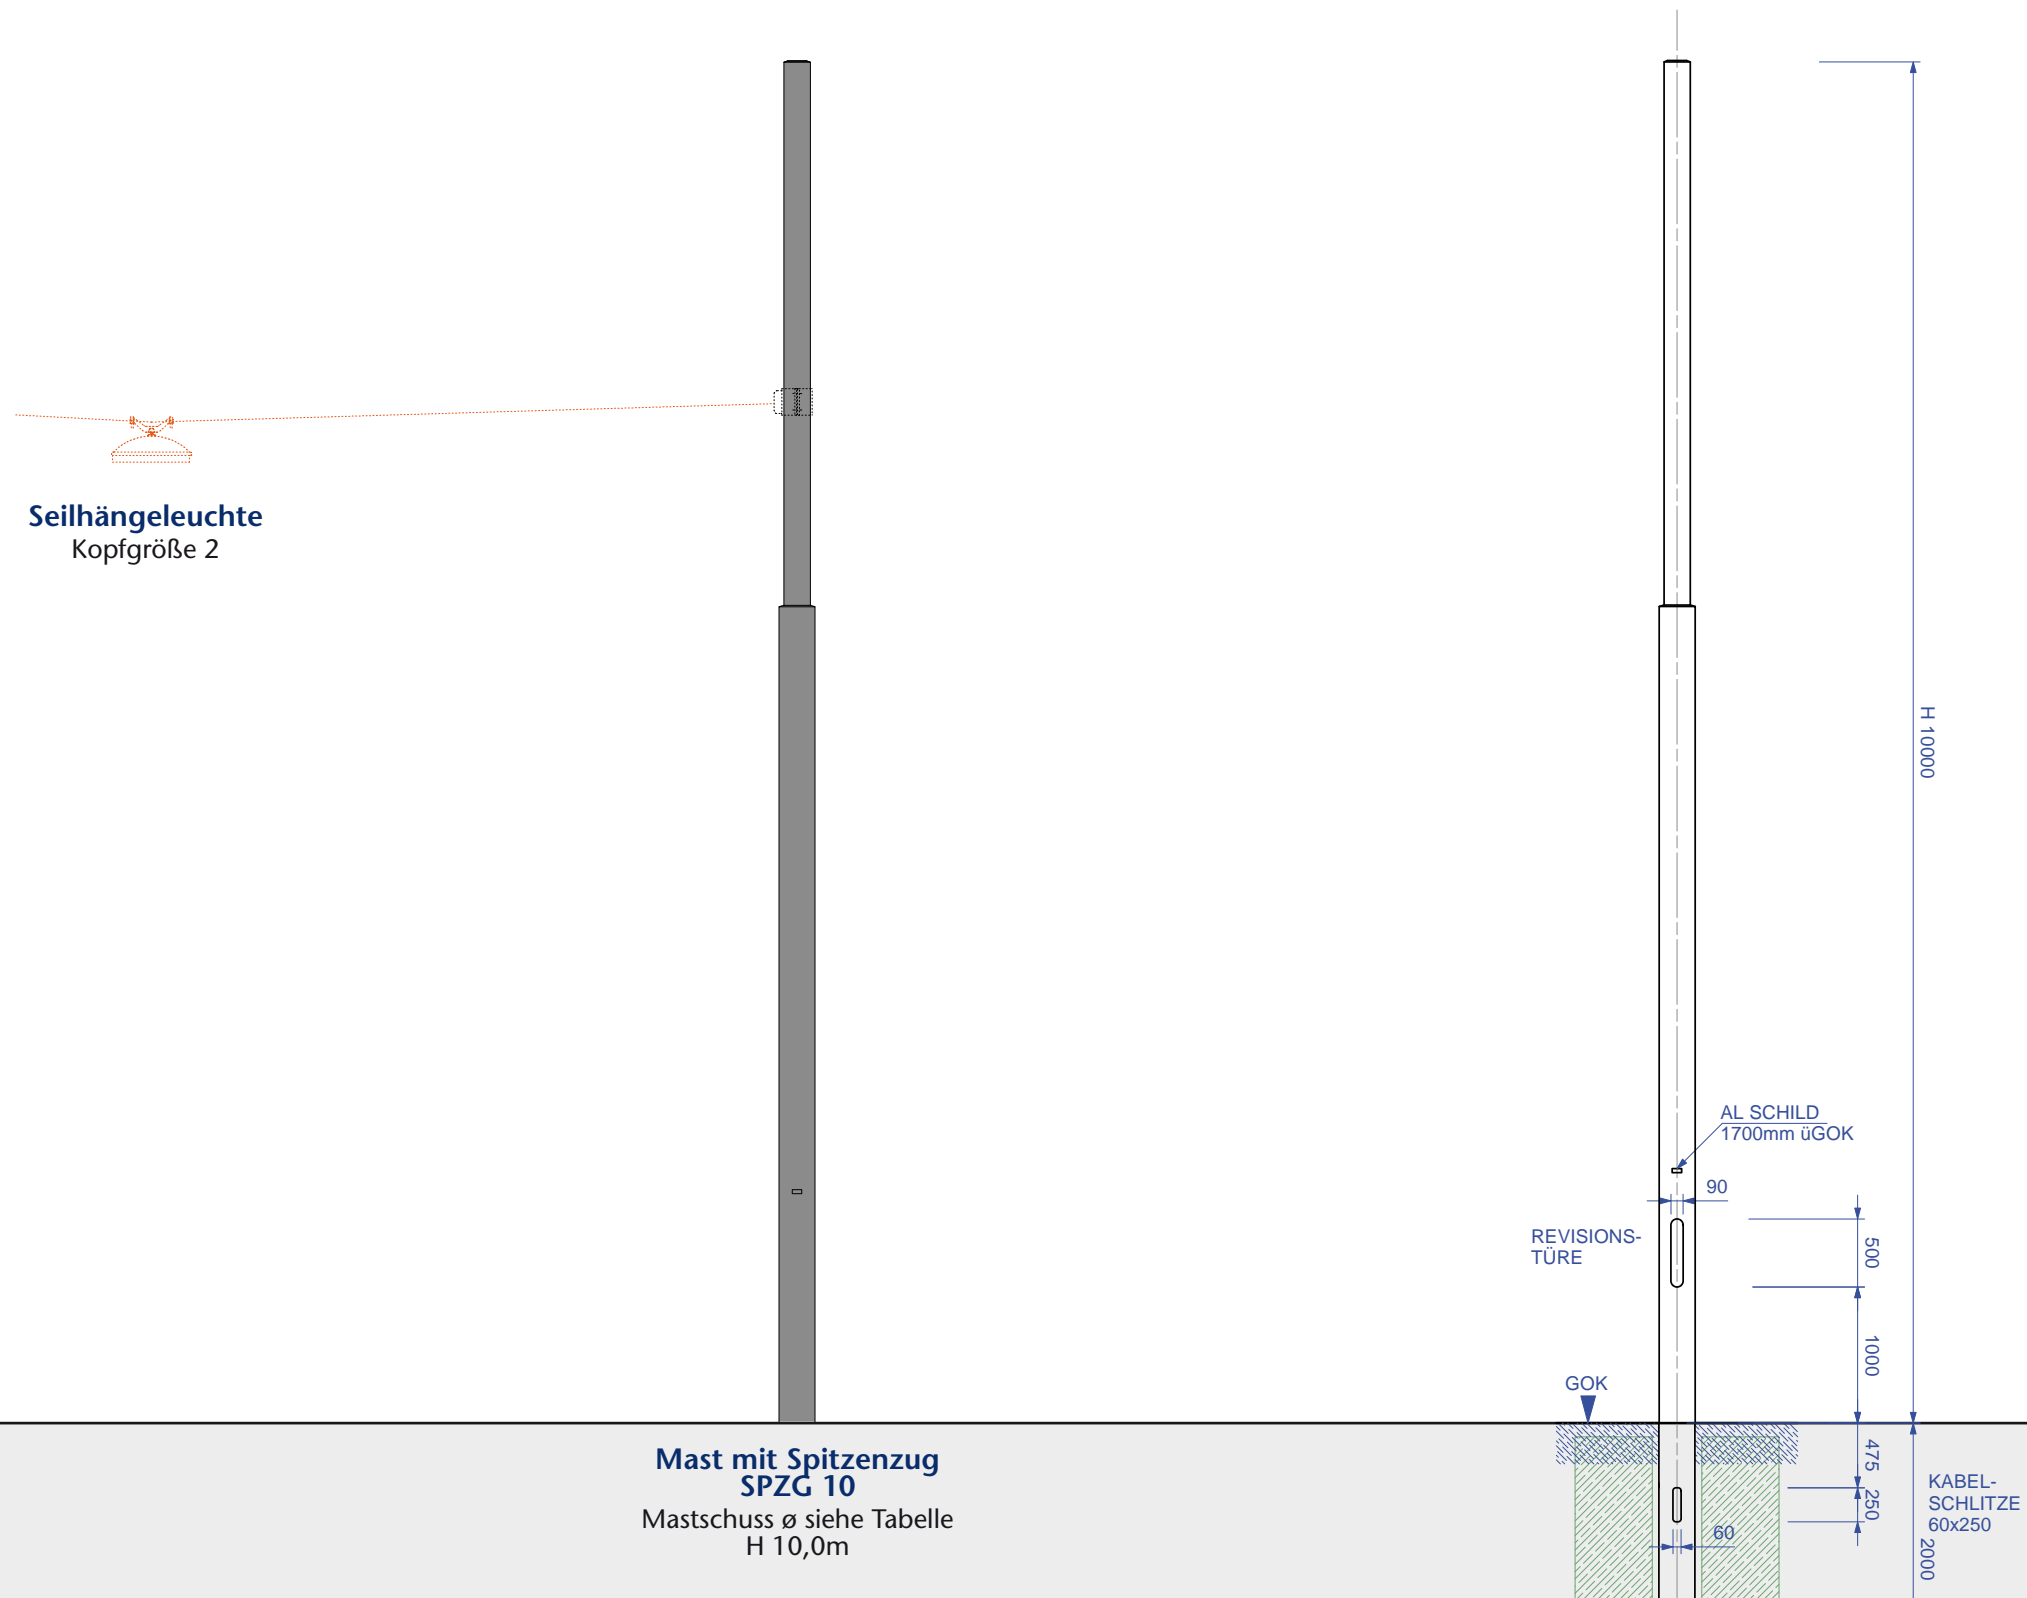 Seilhängeleuchte
Kopfgröße 2
H 10000
AL SCHILD
1700mm üGOK
90
REVISIONS-
TÜRE
500
1000
GOK
Mast mit Spitzenzug
SPZG 10
Mastschuss ø siehe Tabelle
H 10,0m
475
250
KABEL-
SCHLITZE
60x250
60
2000